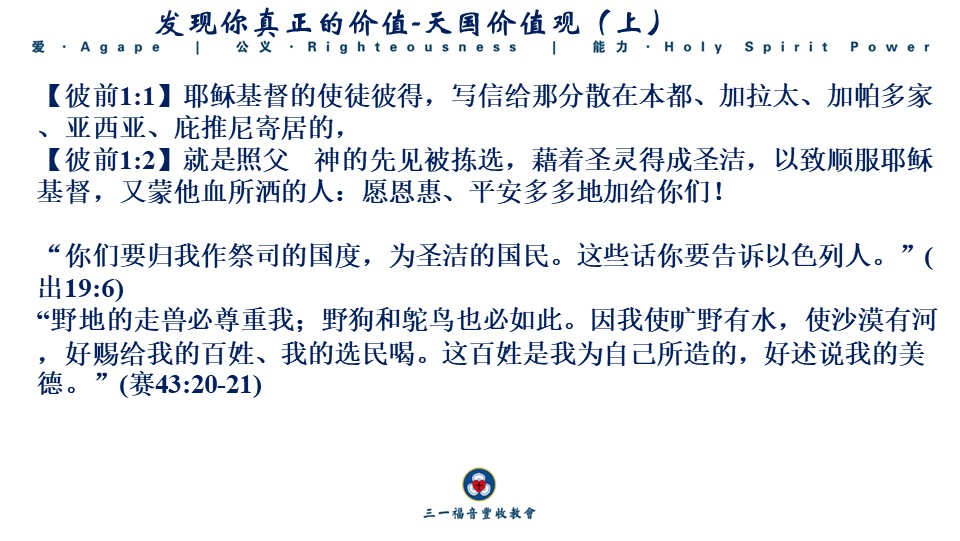 发现你真正的价值-天国价值观（上）
爱·Agape | 公义·Righteousness | 能力·Holy Spirit Power
【彼前1:1】耶稣基督的使徒彼得，写信给那分散在本都、加拉太、加帕多家
、亚西亚、庇推尼寄居的，
【彼前1:2】就是照父　神的先见被拣选，藉着圣灵得成圣洁，以致顺服耶稣
基督，又蒙他血所洒的人：愿恩惠、平安多多地加给你们！
“你们要归我作祭司的国度，为圣洁的国民。这些话你要告诉以色列人。”(
出19:6)
“野地的走兽必尊重我；野狗和鸵鸟也必如此。因我使旷野有水，使沙漠有河
，好赐给我的百姓、我的选民喝。这百姓是我为自己所造的，好述说我的美
德。”(赛43:20-21)
三一福音豐收教會